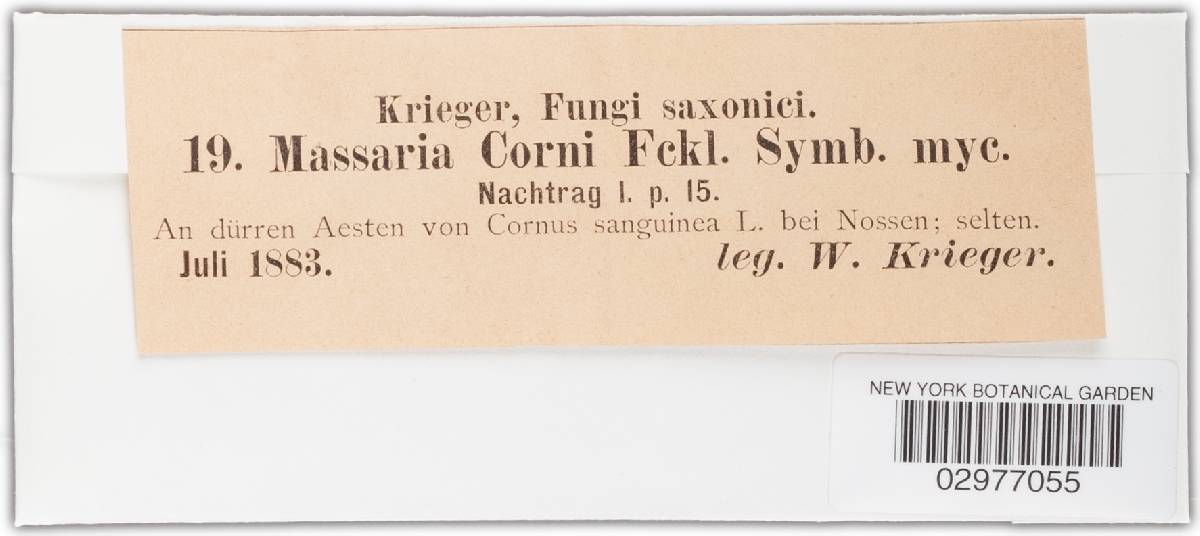 Krieger, Fungi saxonici.
19. Massaria Corni Fckl. Symb. myc.
Nachtrag I. p. 15.
An dürren Aesten von Cornus sanguinea L. bei Nossen; selten.
Juli 1883. leg. W. Krieger.
NEW YORK BOTANICAL GARDEN
02977055